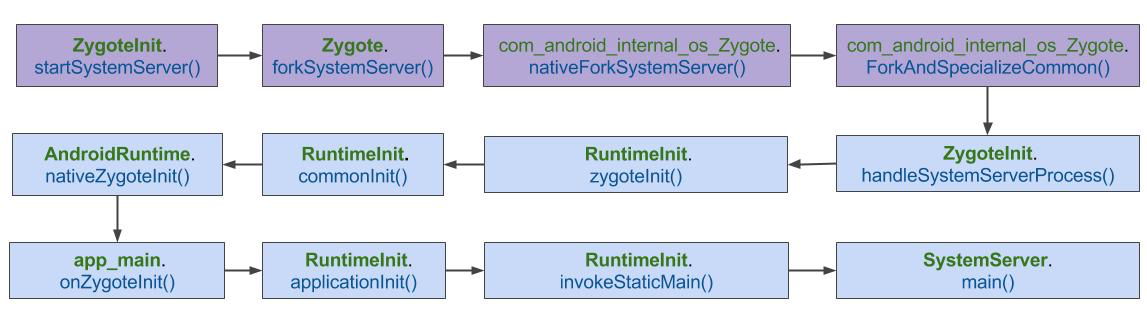 ZygoteInit.
startSystemServer()
Zygote.
forkSystemServer()
com_android_internal_os_Zygote.
nativeForkSystemServer()
com_android_internal_os_Zygote.
ForkAndSpecializeCommon()
AndroidRuntime.
nativeZygoteInit()
RuntimeInit.
commonInit()
RuntimeInit.
zygoteInit()
ZygoteInit.
handleSystemServerProcess()
app_main.
onZygoteInit()
RuntimeInit.
applicationInit()
RuntimeInit.
invokeStaticMain()
SystemServer.
main()